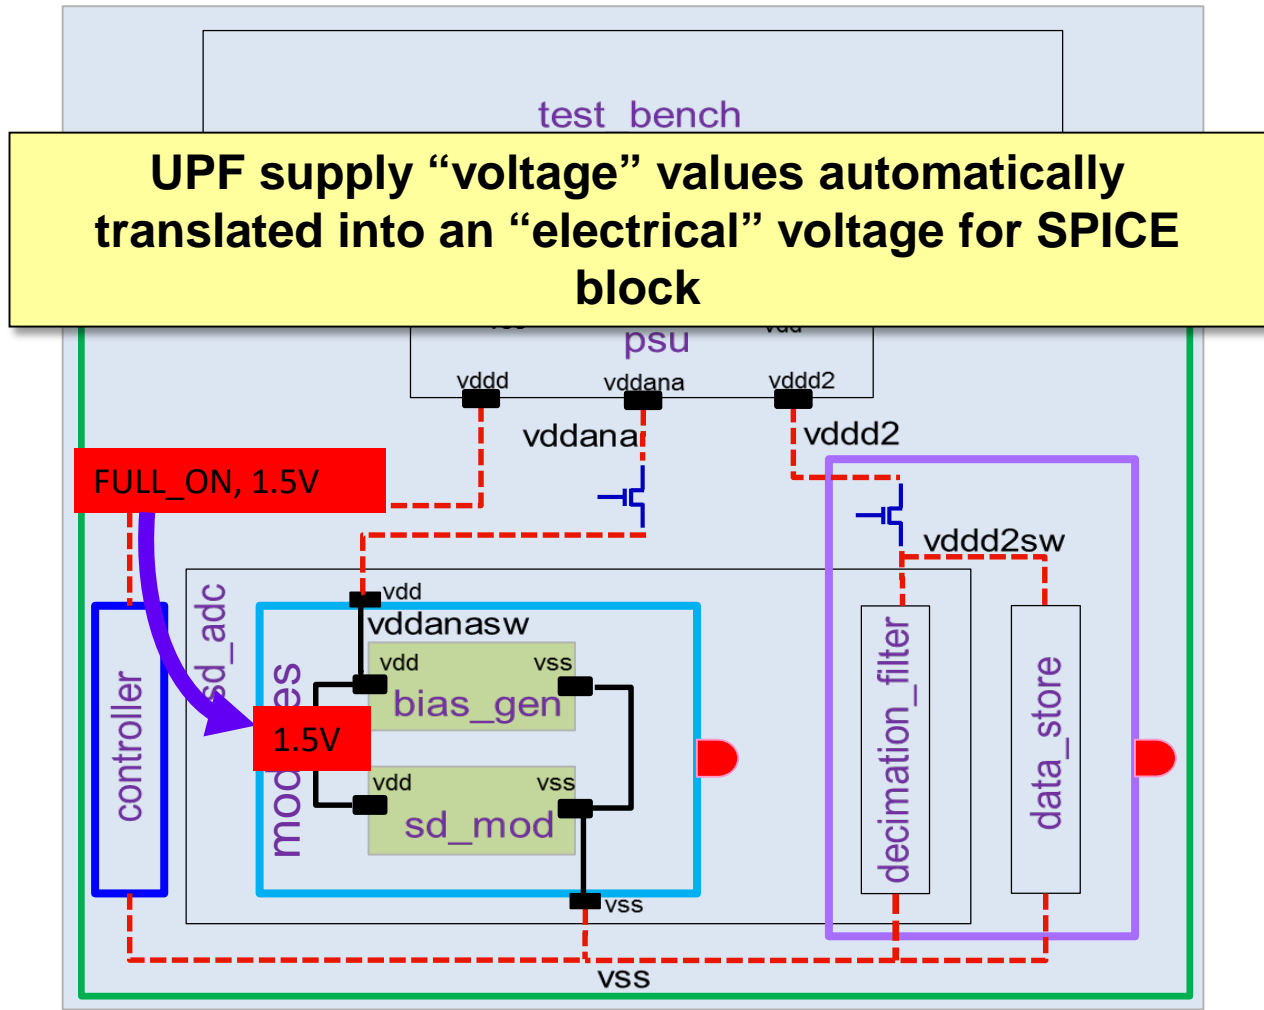 test_bench
UPF supply “voltage” values automatically
translated into an “electrical” voltage for SPICE
block
psu
vddd
vddana
vddd2
vddana
vddd2
FULL_ON, 1.5V
vddd2sw
vdd
sd_adc
vddanasw
vdd
vss
bias_gen
1.5V
controller
decimation_filter
data_store
vdd
vss
sd_mod
vss
vss